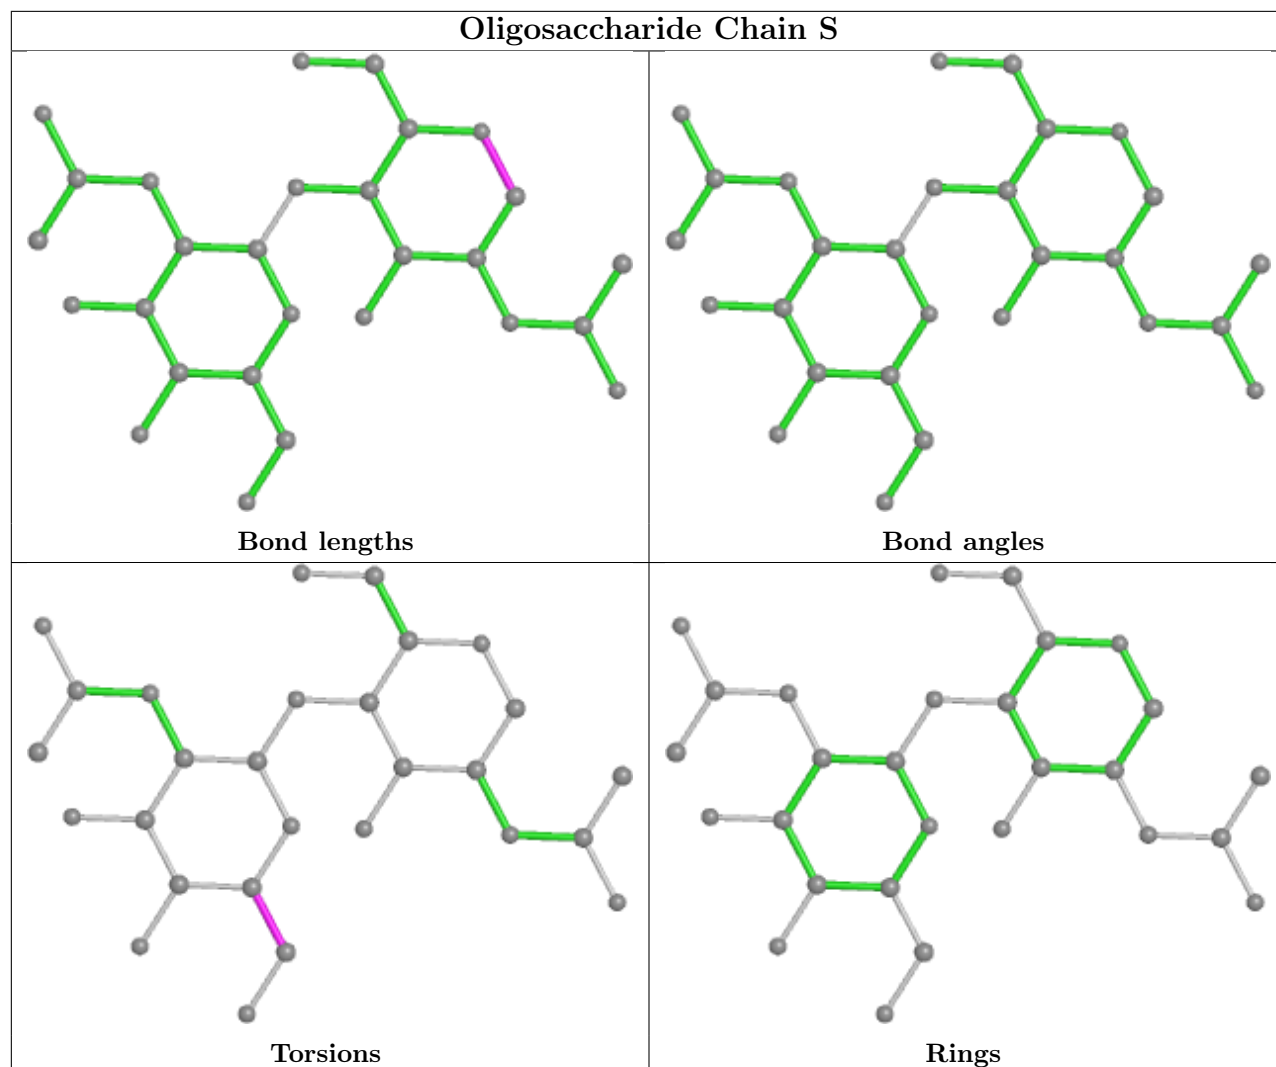 Oligosaccharide Chain S
Bond lengths
Bond angles
Torsions
Rings